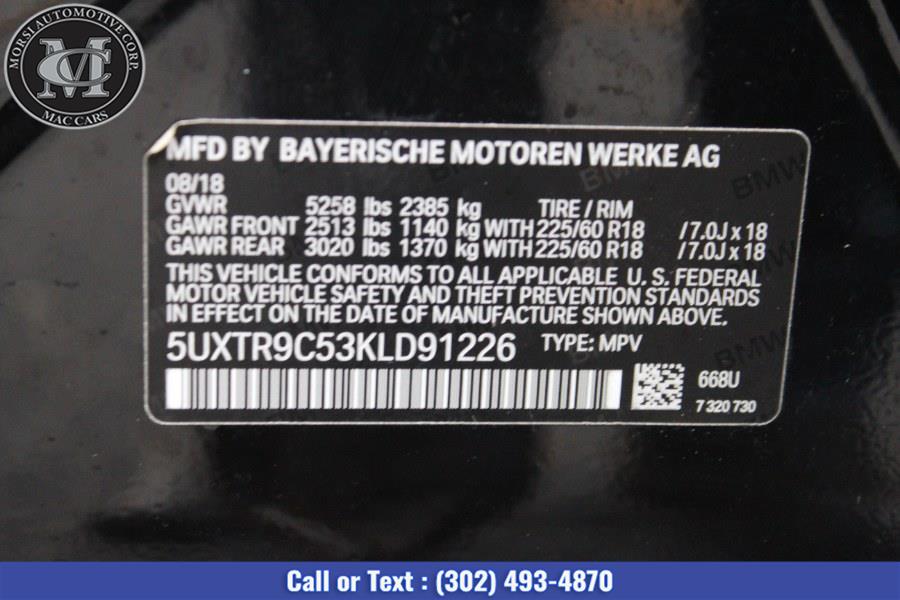 MORSI AUTOMOTIVE CORP.
MC
MAC CARS
MFD BY BAYERISCHE MOTOREN WERKE AG
08/18
GVWR 5258 lbs 2385 kg TIRE / RIM
GAWR FRONT 2513 lbs 1140 kg WITH 225/60 R18 / 7.0J x 18
GAWR REAR 3020 lbs 1370 kg WITH 225/60 R18 / 7.0J x 18
THIS VEHICLE CONFORMS TO ALL APPLICABLE U. S. FEDERAL
MOTOR VEHICLE SAFETY AND THEFT PREVENTION STANDARDS
IN EFFECT ON THE DATE OF MANUFACTURE SHOWN ABOVE.
5UXTR9C53KLD91226 TYPE: MPV
668U
7 320 730
Call or Text : (302) 493-4870